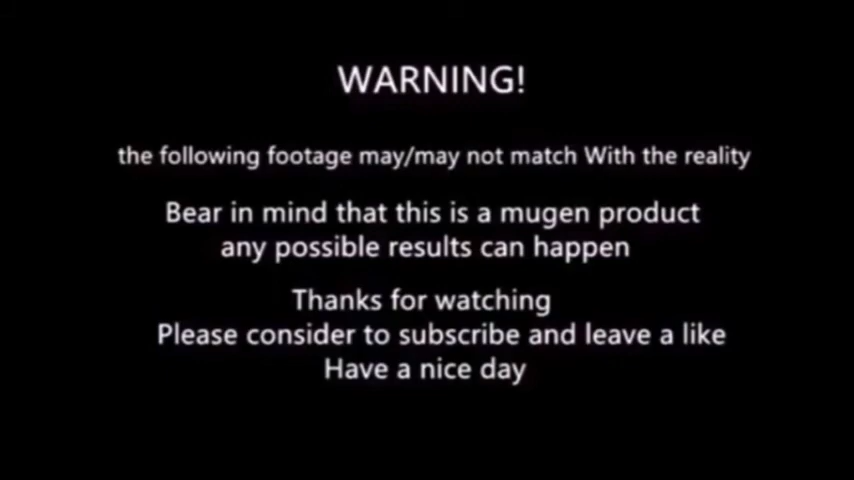 WARNING!
the following footage may/may not match With the reality
Bear in mind that this is a mugen product
any possible results can happen
Thanks for watching
Please consider to subscribe and leave a like
Have a nice day